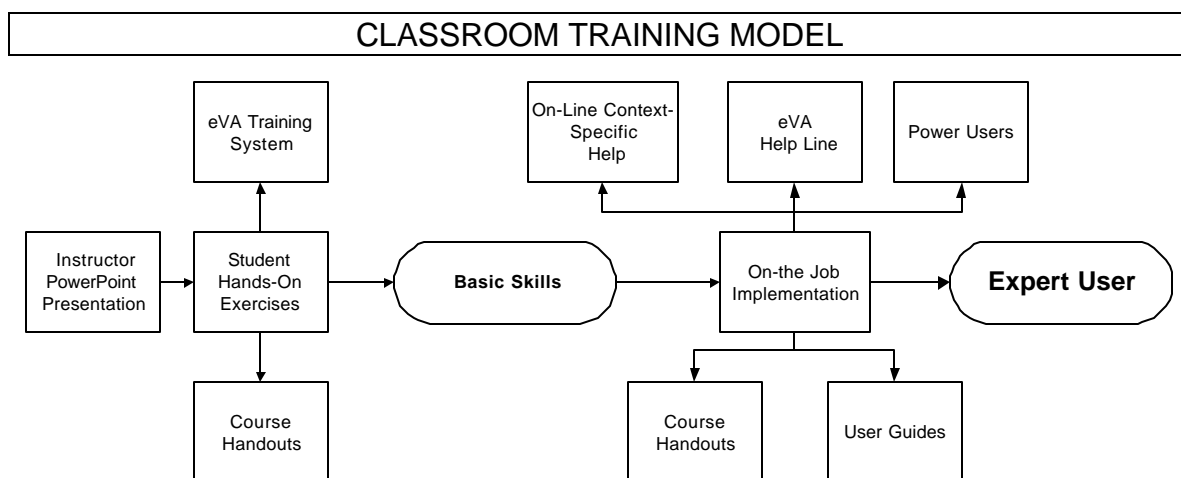 CLASSROOM TRAINING MODEL
eVA Training
System
On-Line Context-
Specific
Help
eVA
Help Line
Power Users
Instructor
PowerPoint
Presentation
Student
Hands-On
Exercises
Basic Skills
On-the Job
Implementation
Expert User
Course
Handouts
Course
Handouts
User Guides